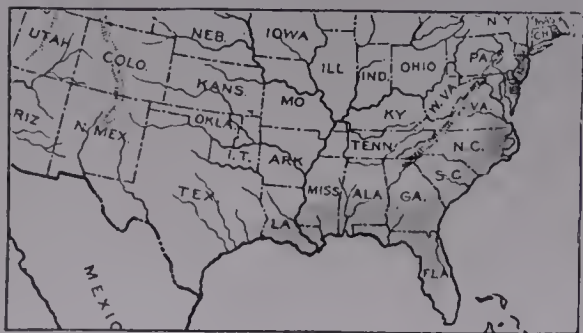 N.Y.
MAS
UTAH
COLO.
NEB.
IOWA
ILL
IND.
OHIO
PA.
W.VA.
VA.
KANS.
MO
KY
RIZ
N. MEX.
OKLA.
I.T.
ARK
TENN.
N.C.
S.C.
TEX.
LA
MISS
ALA
GA.
FLA
MEXIC